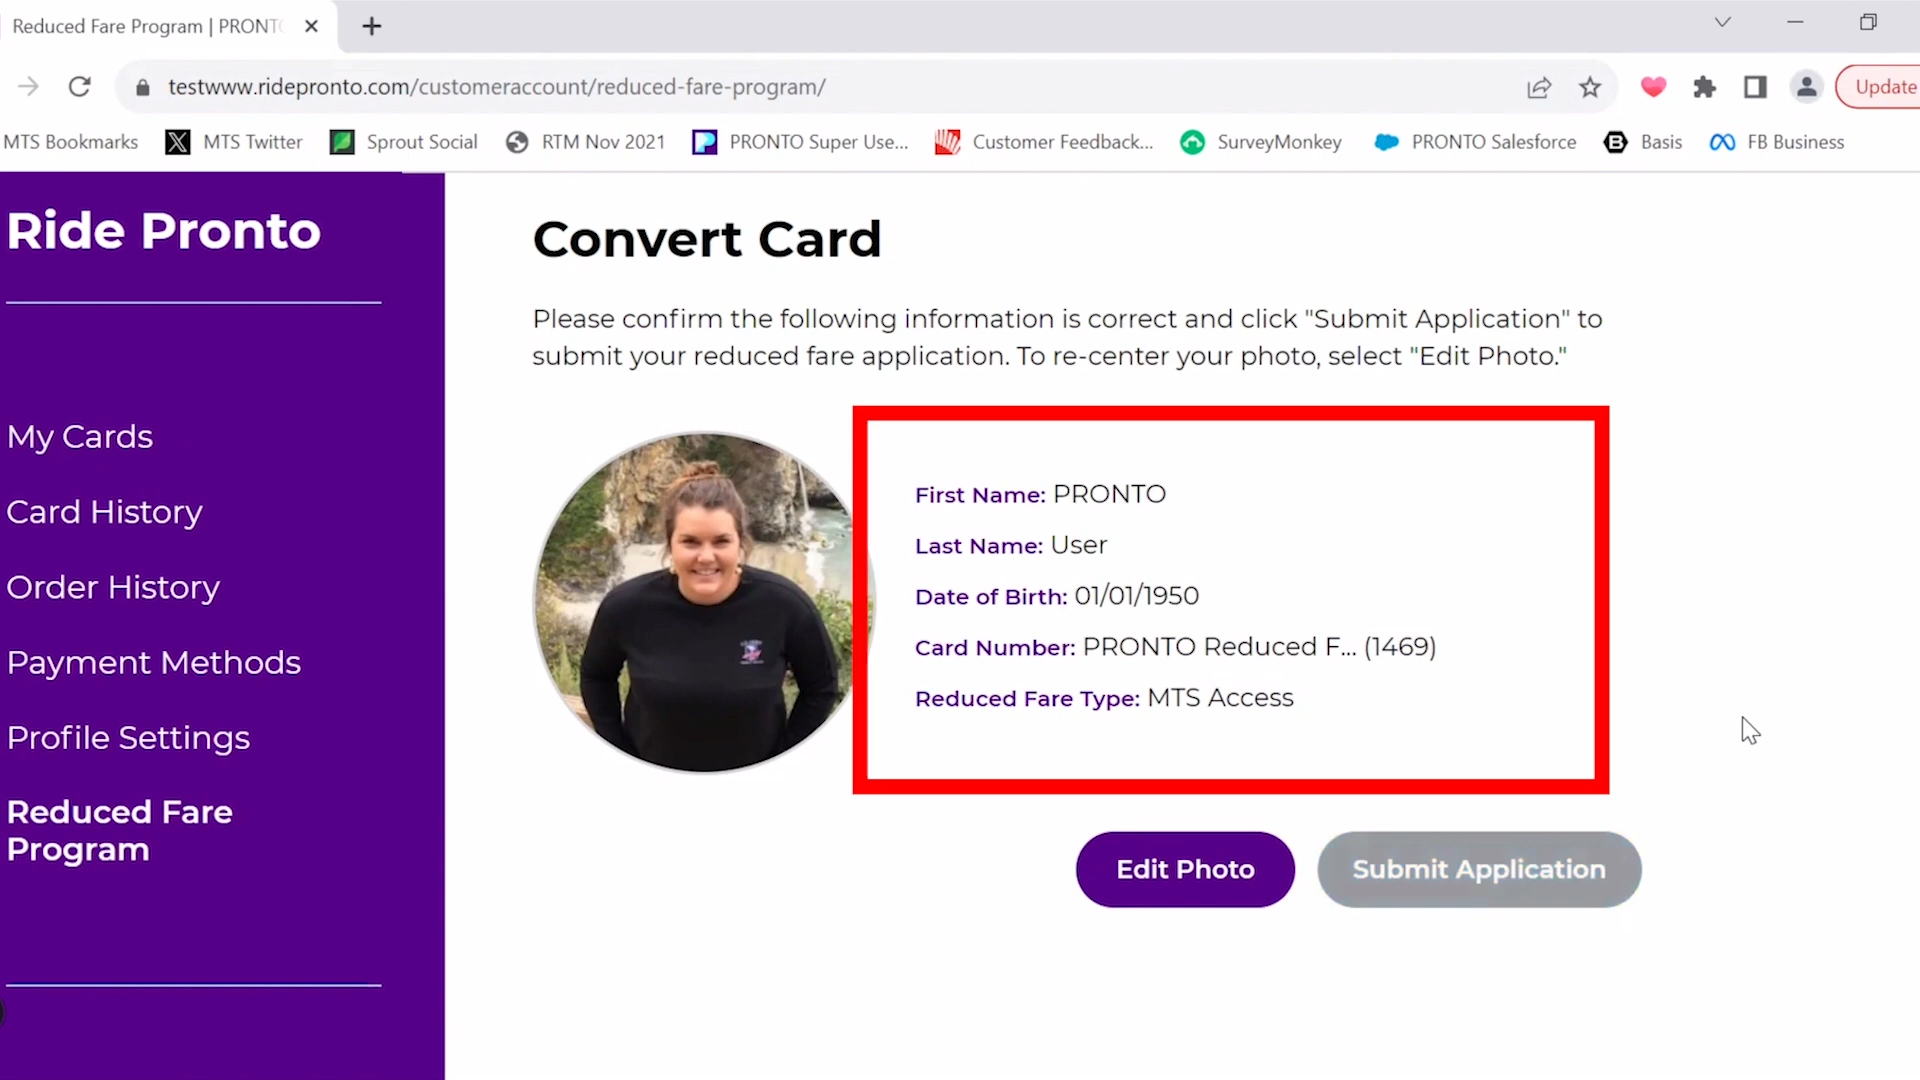 Reduced Fare Program | PRONTO
testwww.ridepronto.com/customeraccount/reduced-fare-program/
Update
MTS Bookmarks
MTS Twitter
Sprout Social
RTM Nov 2021
PRONTO Super Use...
Customer Feedback...
SurveyMonkey
PRONTO Salesforce
Basis
FB Business
Ride Pronto
My Cards
Card History
Order History
Payment Methods
Profile Settings
Reduced Fare
Program
Convert Card
Please confirm the following information is correct and click "Submit Application" to
submit your reduced fare application. To re-center your photo, select "Edit Photo."
First Name: PRONTO
Last Name: User
Date of Birth: 01/01/1950
Card Number: PRONTO Reduced F... (1469)
Reduced Fare Type: MTS Access
Edit Photo
Submit Application